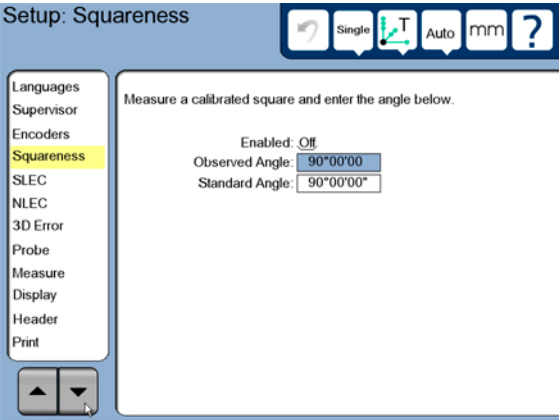 Setup: Squareness
Single
T
Auto
mm
?
Languages
Supervisor
Encoders
Squareness
SLEC
NLEC
3D Error
Probe
Measure
Display
Header
Print
Measure a calibrated square and enter the angle below.
Enabled: Off
Observed Angle: 90°00'00
Standard Angle: 90°00'00"